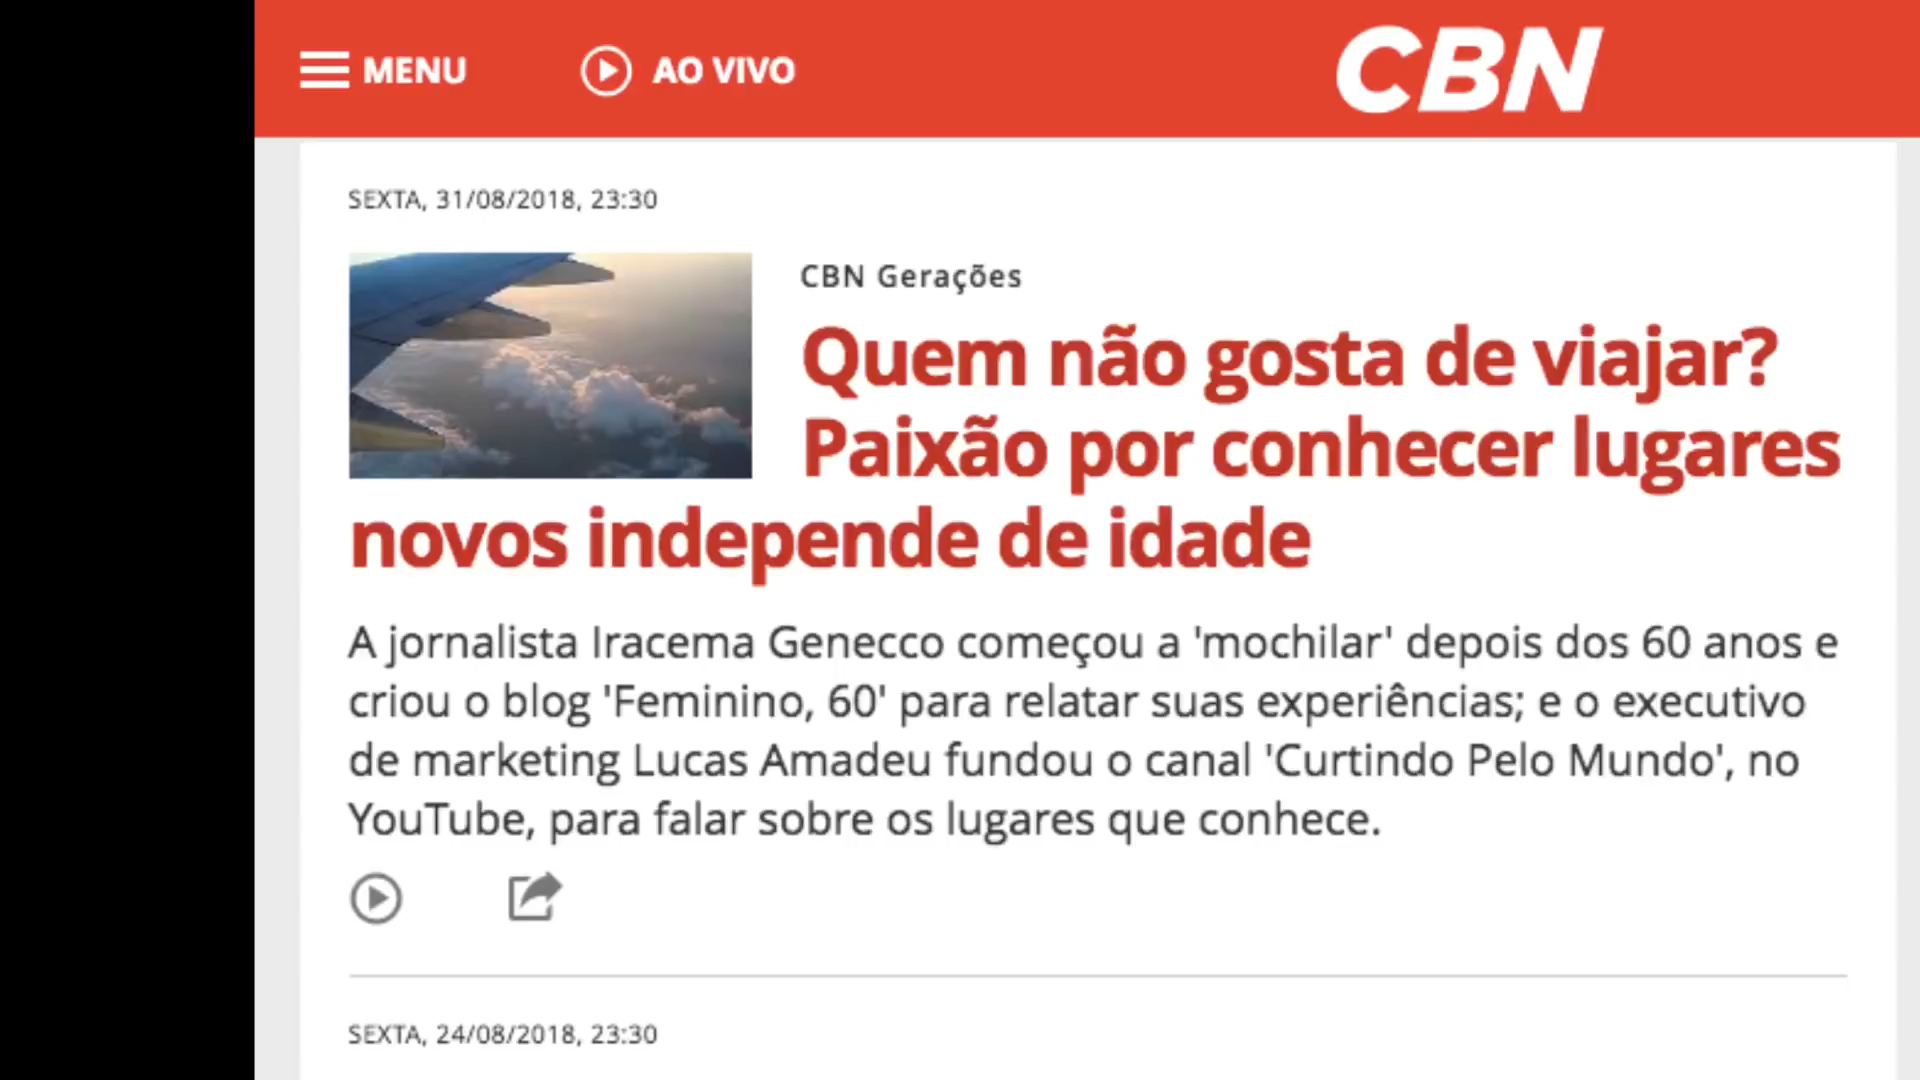 MENU
AO VIVO
CBN
SEXTA, 31/08/2018, 23:30
CBN Gerações
Quem não gosta de viajar?
Paixão por conhecer lugares
novos independe de idade
A jornalista Iracema Genecco começou a 'mochilar' depois dos 60 anos e
criou o blog 'Feminino, 60' para relatar suas experiências; e o executivo
de marketing Lucas Amadeu fundou o canal 'Curtindo Pelo Mundo', no
YouTube, para falar sobre os lugares que conhece.
SEXTA, 24/08/2018, 23:30